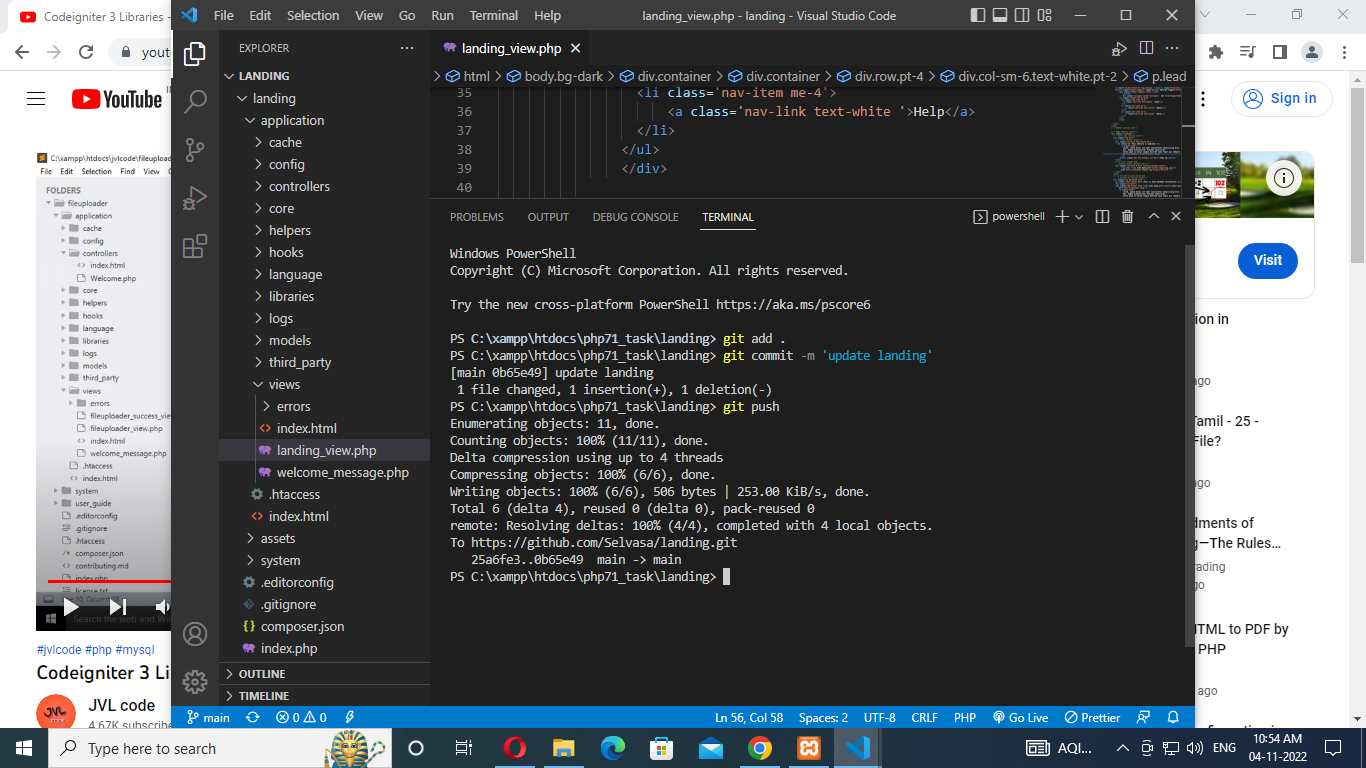 Codeigniter 3 Libraries -
yout
YouTube
IN
C:\xampp\htdocs\jvlcode\fileuploade
File Edit Selection Find View
FOLDERS
fileuploader
application
cache
config
controllers
index.html
Welcome.php
core
helpers
hooks
language
libraries
logs
models
third_party
views
errors
fileuploader_success_vie
fileuploader_view.php
index.html
welcome_message.php
.htaccess
index.html
system
user_guide
.editorconfig
.gitignore
.htaccess
composer.json
contributing.md
index.php
license.txt
Search the web and Win
#jvlcode #php #mysql
Codeigniter 3 Li
JVL code
4.67K subscribe
File Edit Selection View Go Run Terminal Help
landing_view.php - landing - Visual Studio Code
EXPLORER
LANDING
landing
application
cache
config
controllers
core
helpers
hooks
language
libraries
logs
models
third_party
views
errors
index.html
landing_view.php
welcome_message.php
.htaccess
index.html
assets
system
.editorconfig
.gitignore
composer.json
index.php
OUTLINE
TIMELINE
landing_view.php
html > body.bg-dark > div.container > div.container > div.row.pt-4 > div.col-sm-6.text-white.pt-2 > p.lead
35 <li class='nav-item me-4'>
36 <a class='nav-link text-white '>Help</a>
37 </li>
38 </ul>
39 </div>
40
PROBLEMS OUTPUT DEBUG CONSOLE TERMINAL
powershell
Windows PowerShell
Copyright (C) Microsoft Corporation. All rights reserved.
Try the new cross-platform PowerShell https://aka.ms/pscore6
PS C:\xampp\htdocs\php71_task\landing> git add .
PS C:\xampp\htdocs\php71_task\landing> git commit -m 'update landing'
[main 0b65e49] update landing
1 file changed, 1 insertion(+), 1 deletion(-)
PS C:\xampp\htdocs\php71_task\landing> git push
Enumerating objects: 11, done.
Counting objects: 100% (11/11), done.
Delta compression using up to 4 threads
Compressing objects: 100% (6/6), done.
Writing objects: 100% (6/6), 506 bytes | 253.00 KiB/s, done.
Total 6 (delta 4), reused 0 (delta 0), pack-reused 0
remote: Resolving deltas: 100% (4/4), completed with 4 local objects.
To https://github.com/Selvasa/landing.git
25a6fe3..0b65e49 main -> main
PS C:\xampp\htdocs\php71_task\landing>
main
0 0
Ln 56, Col 58 Spaces: 2 UTF-8 CRLF PHP Go Live Prettier
Sign in
102
102
Visit
ion in
ago
Tamil - 25 -
File?
ago
dments of
g—The Rules…
rading
go
HTML to PDF by
PHP
ago
Type here to search
AQI...
ENG
10:54 AM
04-11-2022